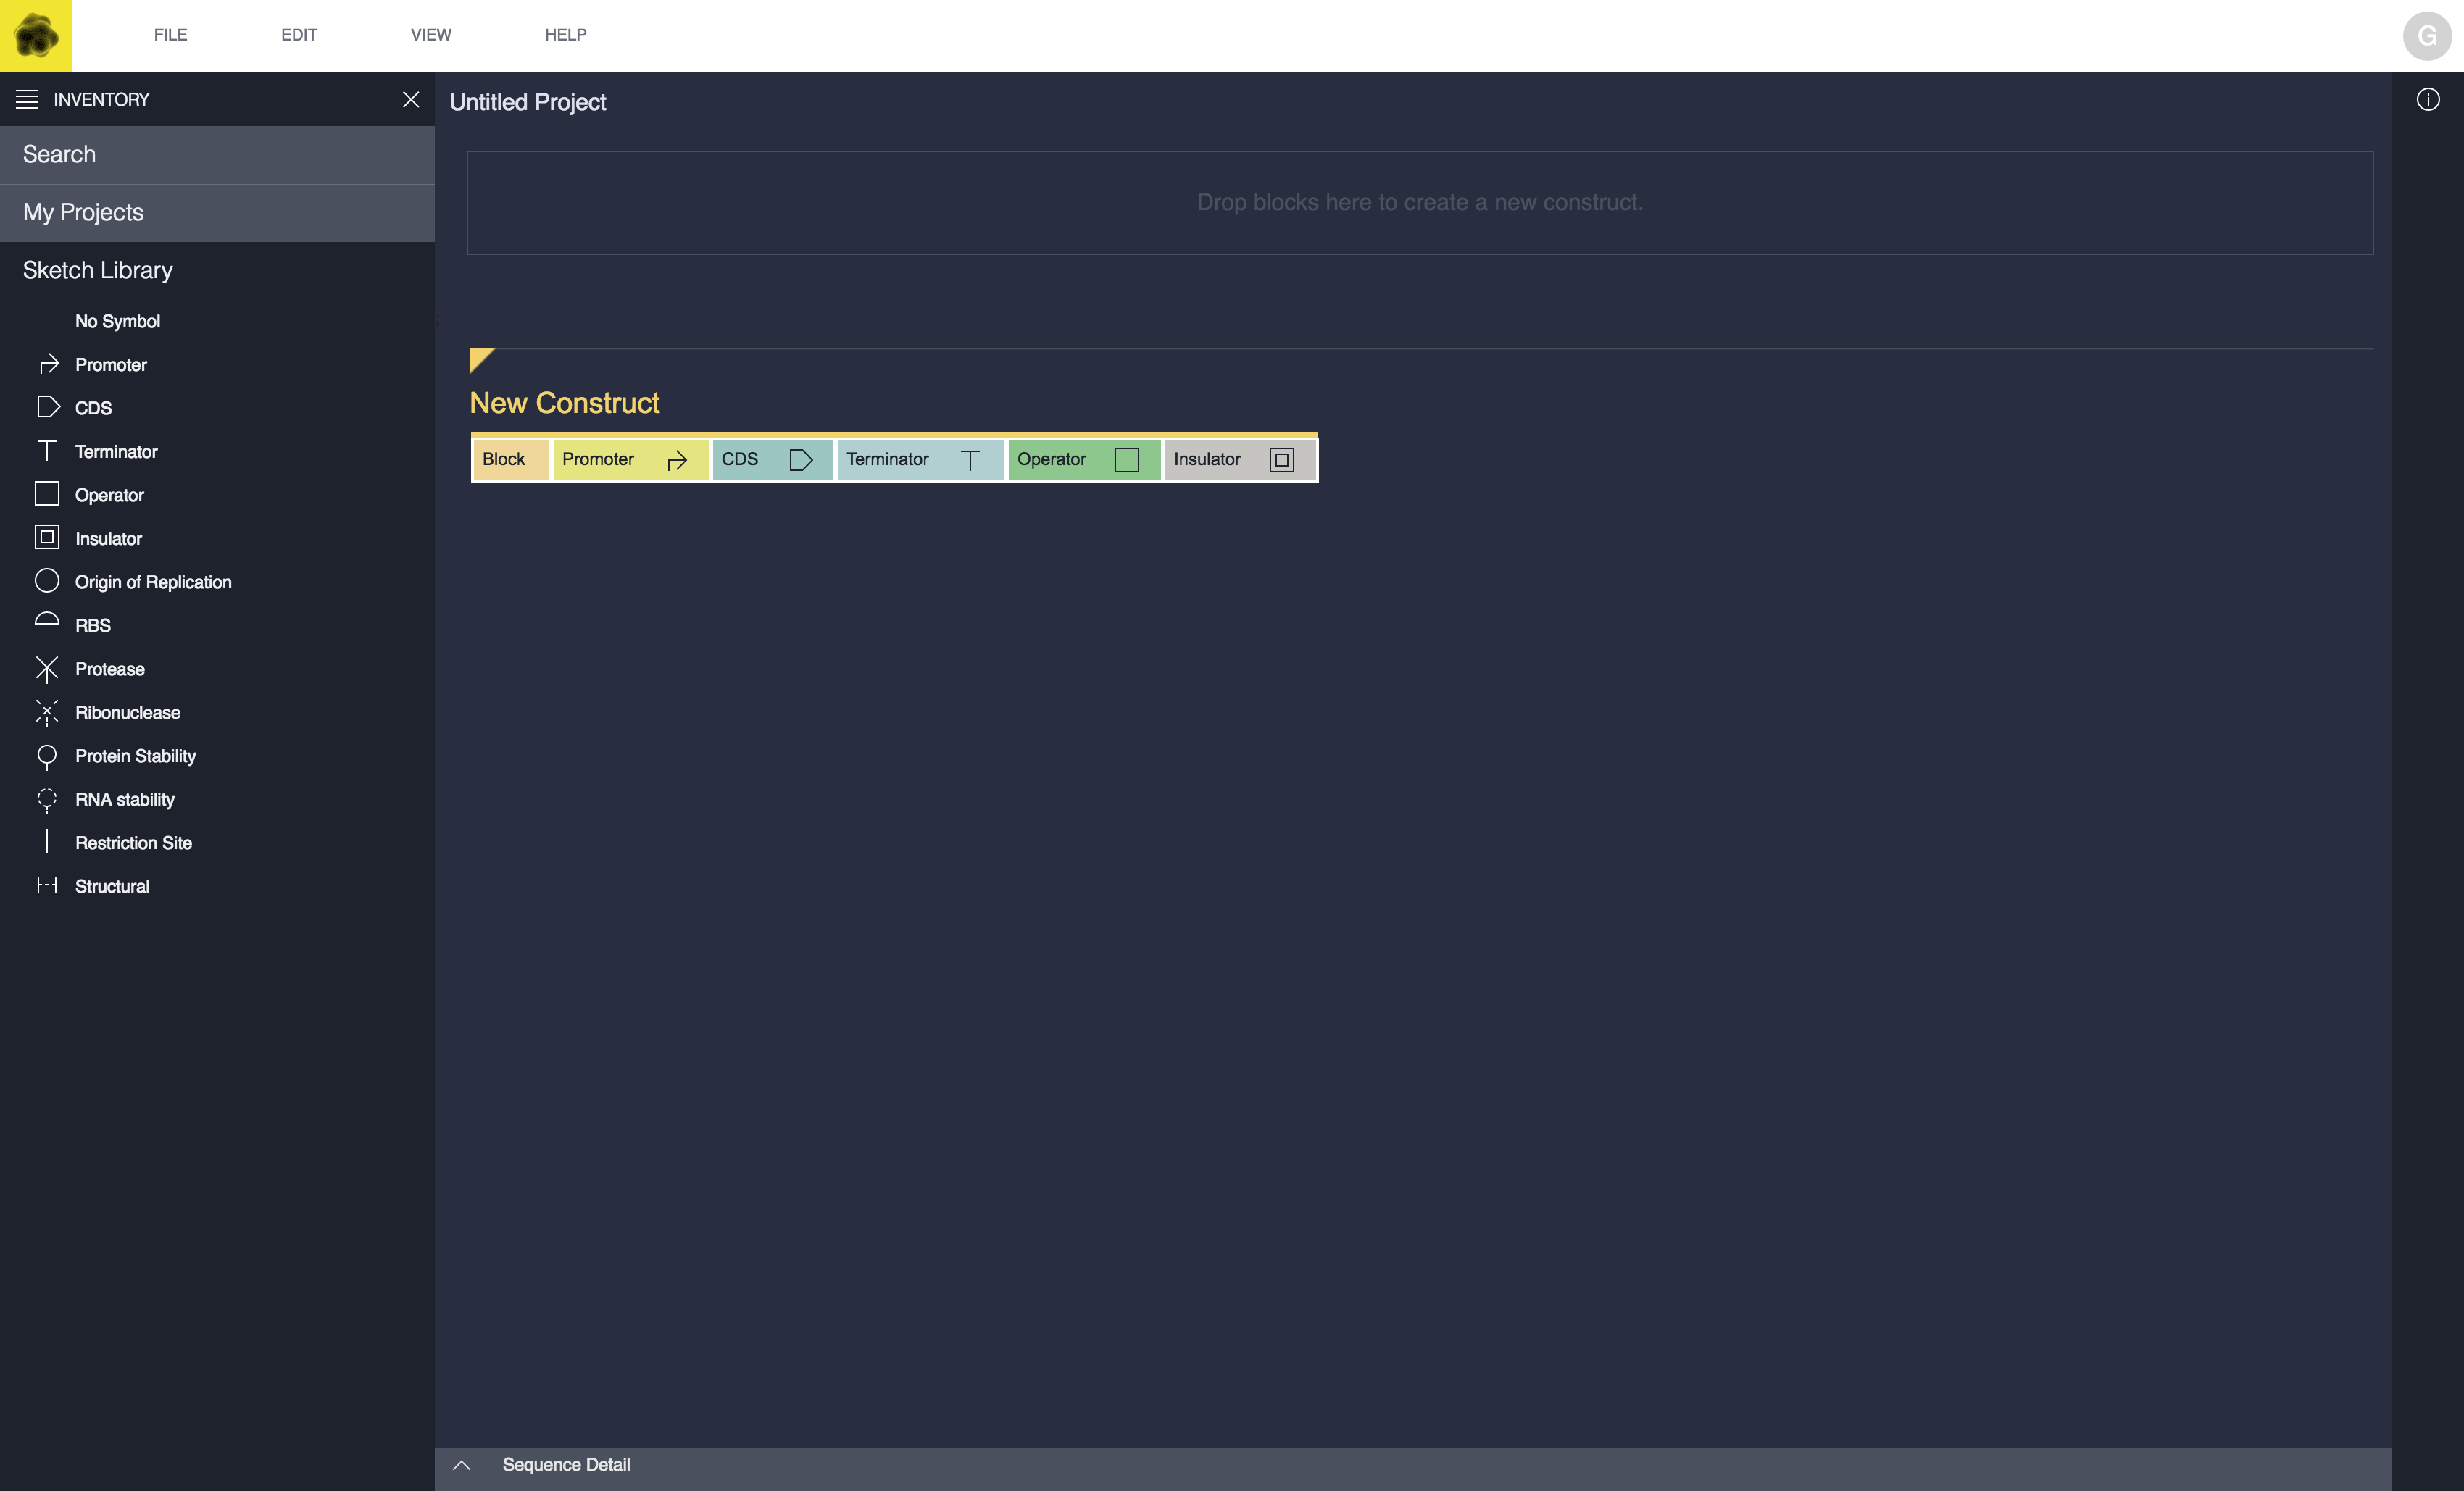 FILE EDIT VIEW HELP
G
INVENTORY
Search
My Projects
Sketch Library
No Symbol
Promoter
CDS
Terminator
Operator
Insulator
Origin of Replication
RBS
Protease
Ribonuclease
Protein Stability
RNA stability
Restriction Site
Structural
Untitled Project
Drop blocks here to create a new construct.
New Construct
Block Promoter CDS Terminator Operator Insulator
Sequence Detail